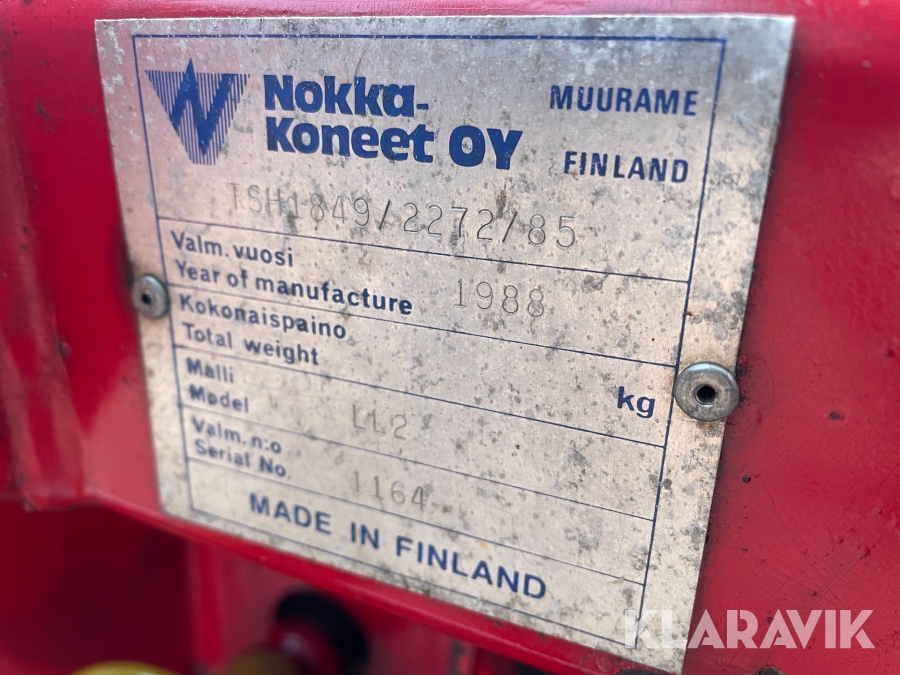 Nokka-
Koneet OY
MUURAME
FINLAND
TSH1849/2272/85
Valm. vuosi
Year of manufacture 1988
Kokonaispaino
Total weight kg
Malli
Model LL2
Valm. n:o
Serial No. 1164
MADE IN FINLAND
KLARAVIK